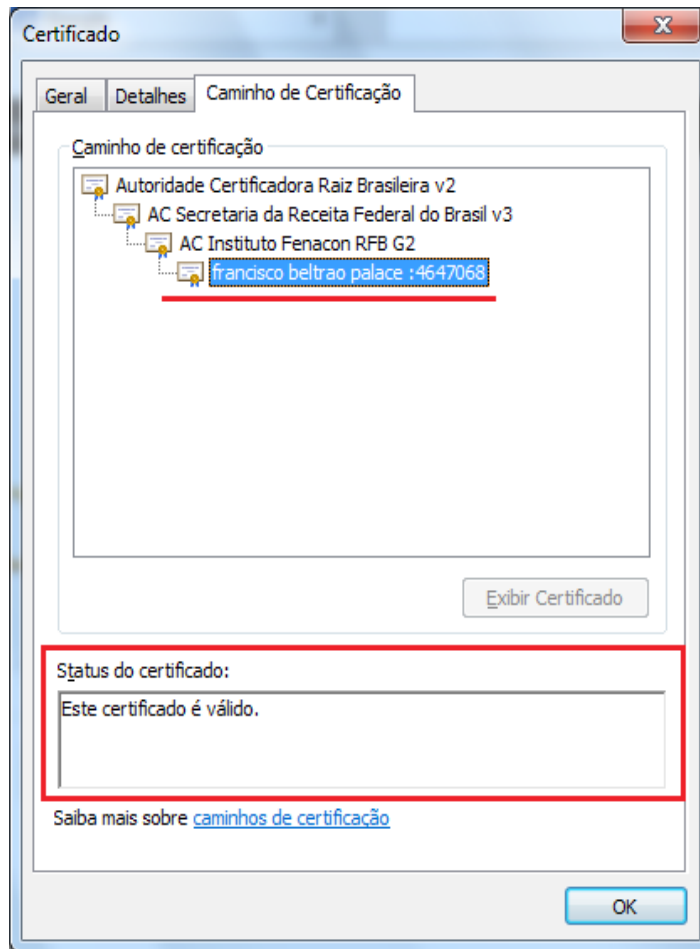 Certificado
Geral Detalhes Caminho de Certificação
Caminho de certificação
Autoridade Certificadora Raiz Brasileira v2
AC Secretaria da Receita Federal do Brasil v3
AC Instituto Fenacon RFB G2
francisco beltrao palace :4647068
Exibir Certificado
Status do certificado:
Este certificado é válido.
Saiba mais sobre caminhos de certificação
OK